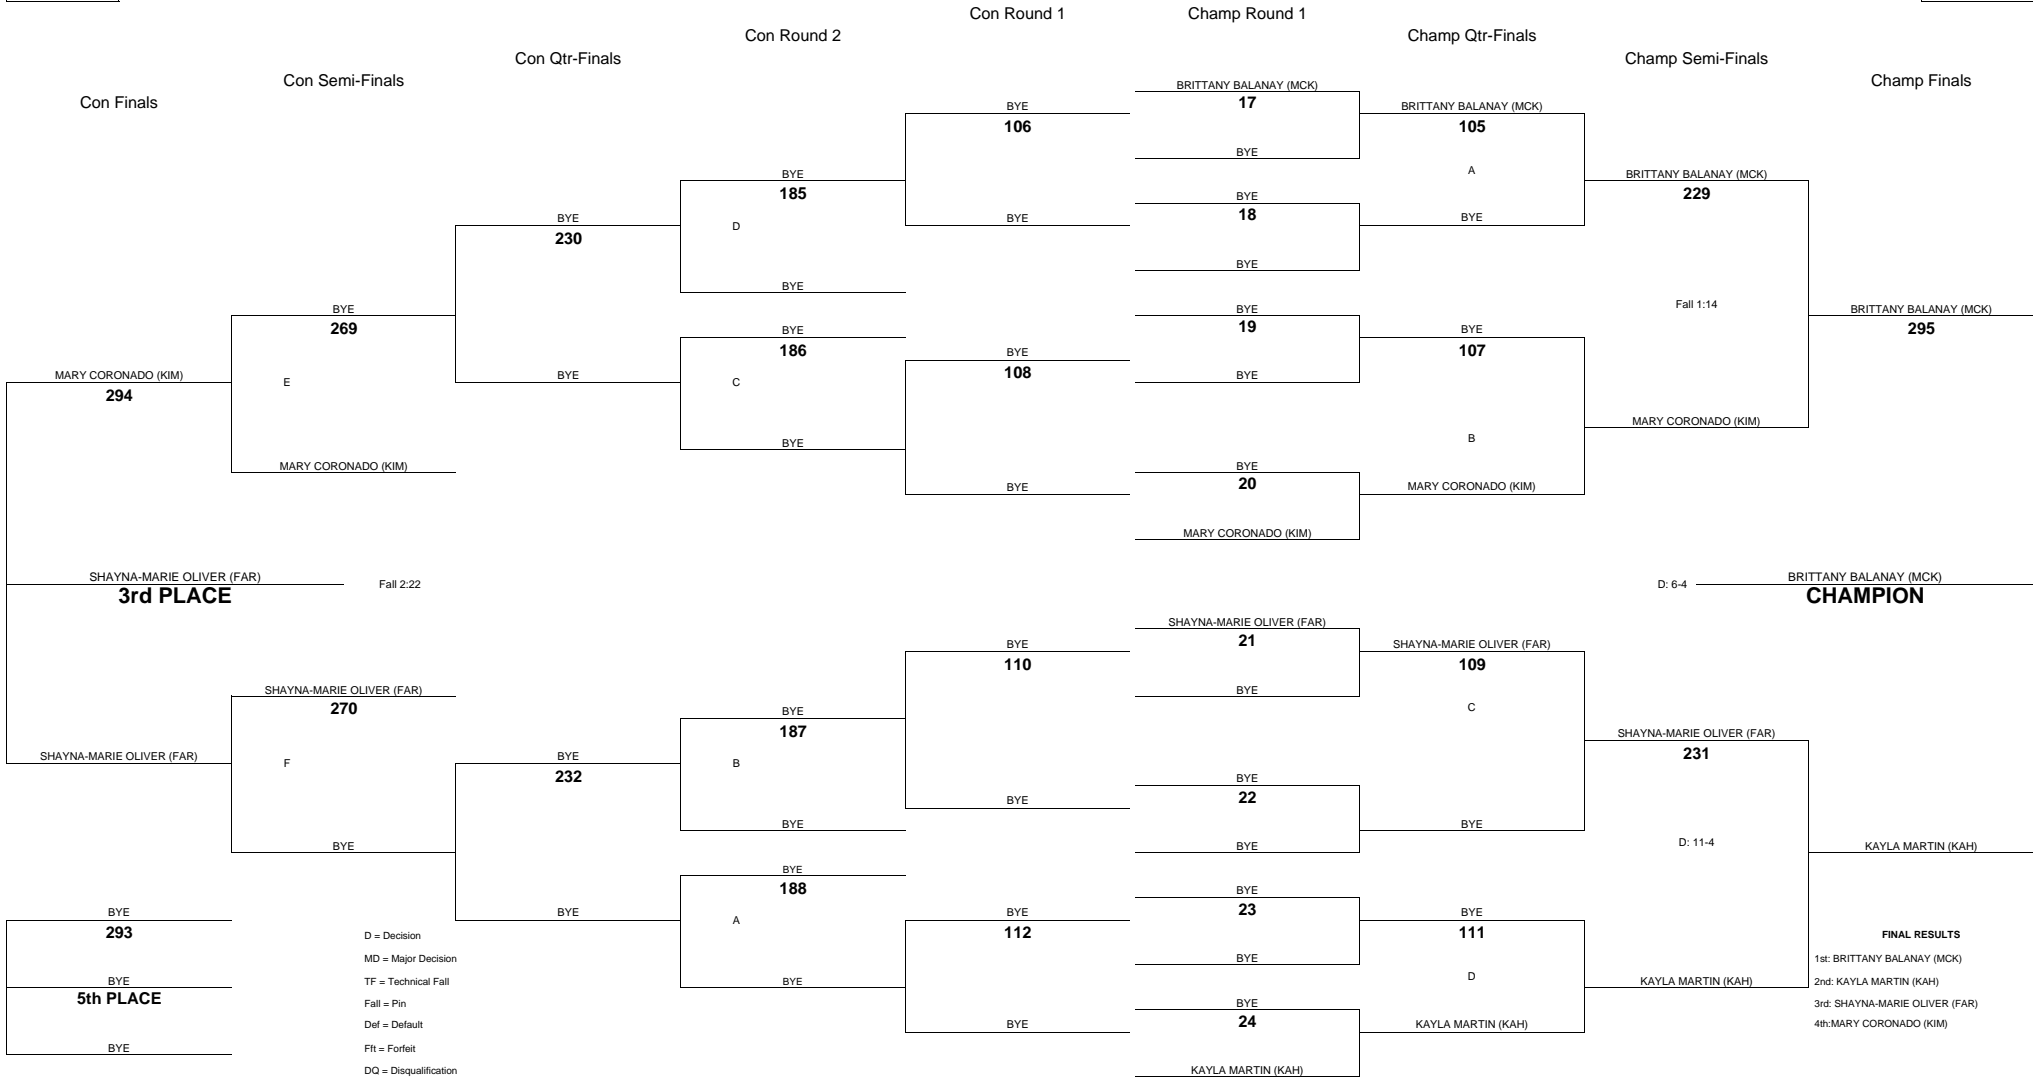 Con Round 1
Champ Round 1
Con Round 2
Champ Qtr-Finals
Con Qtr-Finals
Champ Semi-Finals
Con Semi-Finals
Champ Finals
Con Finals
BRITTANY BALANAY (MCK)
17
BYE
BYE
18
BYE
BYE
19
BYE
BYE
20
MARY CORONADO (KIM)
SHAYNA-MARIE OLIVER (FAR)
21
BYE
BYE
22
BYE
BYE
23
BYE
BYE
24
KAYLA MARTIN (KAH)
BRITTANY BALANAY (MCK)
105
A
BYE
BYE
107
B
MARY CORONADO (KIM)
SHAYNA-MARIE OLIVER (FAR)
109
C
BYE
BYE
111
D
KAYLA MARTIN (KAH)
BRITTANY BALANAY (MCK)
229
Fall 1:14
MARY CORONADO (KIM)
SHAYNA-MARIE OLIVER (FAR)
231
D: 11-4
KAYLA MARTIN (KAH)
BRITTANY BALANAY (MCK)
295
D: 6-4
BRITTANY BALANAY (MCK)
CHAMPION
KAYLA MARTIN (KAH)
BYE
106
BYE
BYE
108
BYE
BYE
110
BYE
BYE
112
BYE
BYE
185
D
BYE
BYE
186
C
BYE
BYE
187
B
BYE
BYE
188
A
BYE
BYE
230
BYE
BYE
232
BYE
BYE
269
E
MARY CORONADO (KIM)
SHAYNA-MARIE OLIVER (FAR)
270
F
BYE
MARY CORONADO (KIM)
294
SHAYNA-MARIE OLIVER (FAR)
3rd PLACE
Fall 2:22
SHAYNA-MARIE OLIVER (FAR)
BYE
293
BYE
5th PLACE
BYE
D = Decision
MD = Major Decision
TF = Technical Fall
Fall = Pin
Def = Default
Fft = Forfeit
DQ = Disqualification
FINAL RESULTS
1st: BRITTANY BALANAY (MCK)
2nd: KAYLA MARTIN (KAH)
3rd: SHAYNA-MARIE OLIVER (FAR)
4th:MARY CORONADO (KIM)